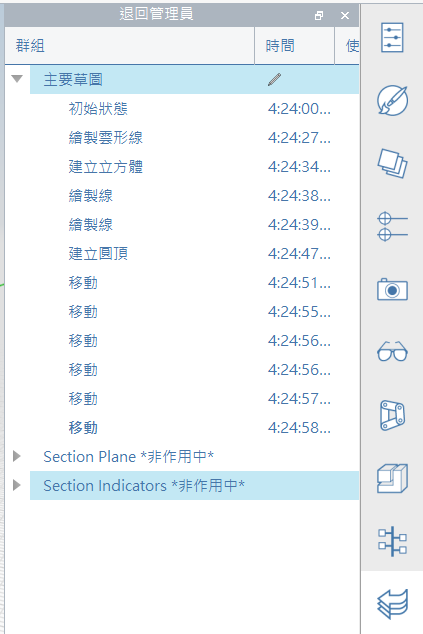 退回管理員
群組 時間 使
主要草圖
初始狀態 4:24:00...
繪製雲形線 4:24:27...
建立立方體 4:24:34...
繪製線 4:24:38...
繪製線 4:24:39...
建立圓頂 4:24:47...
移動 4:24:51...
移動 4:24:55...
移動 4:24:56...
移動 4:24:56...
移動 4:24:57...
移動 4:24:58...
Section Plane *非作用中*
Section Indicators *非作用中*